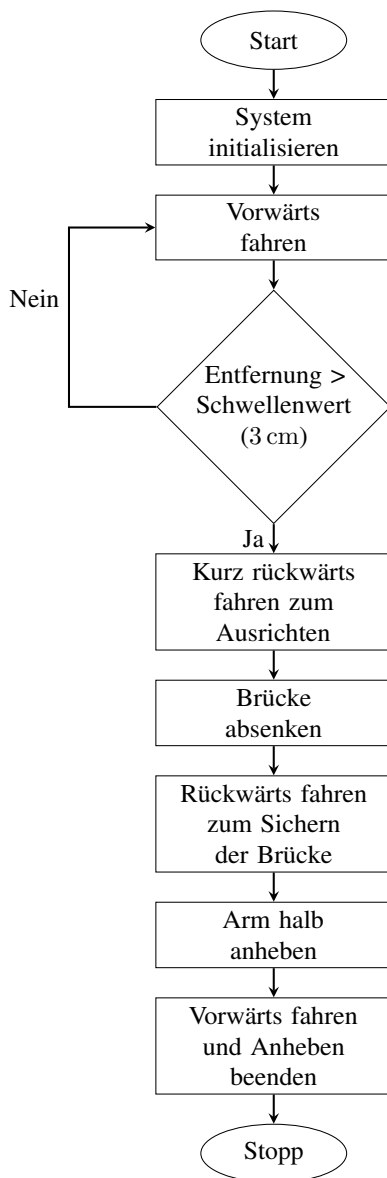 Start
System
initialisieren
Vorwärts
fahren
Nein
Entfernung >
Schwellenwert
(3 cm)
Ja
Kurz rückwärts
fahren zum
Ausrichten
Brücke
absenken
Rückwärts fahren
zum Sichern
der Brücke
Arm halb
anheben
Vorwärts fahren
und Anheben
beenden
Stopp